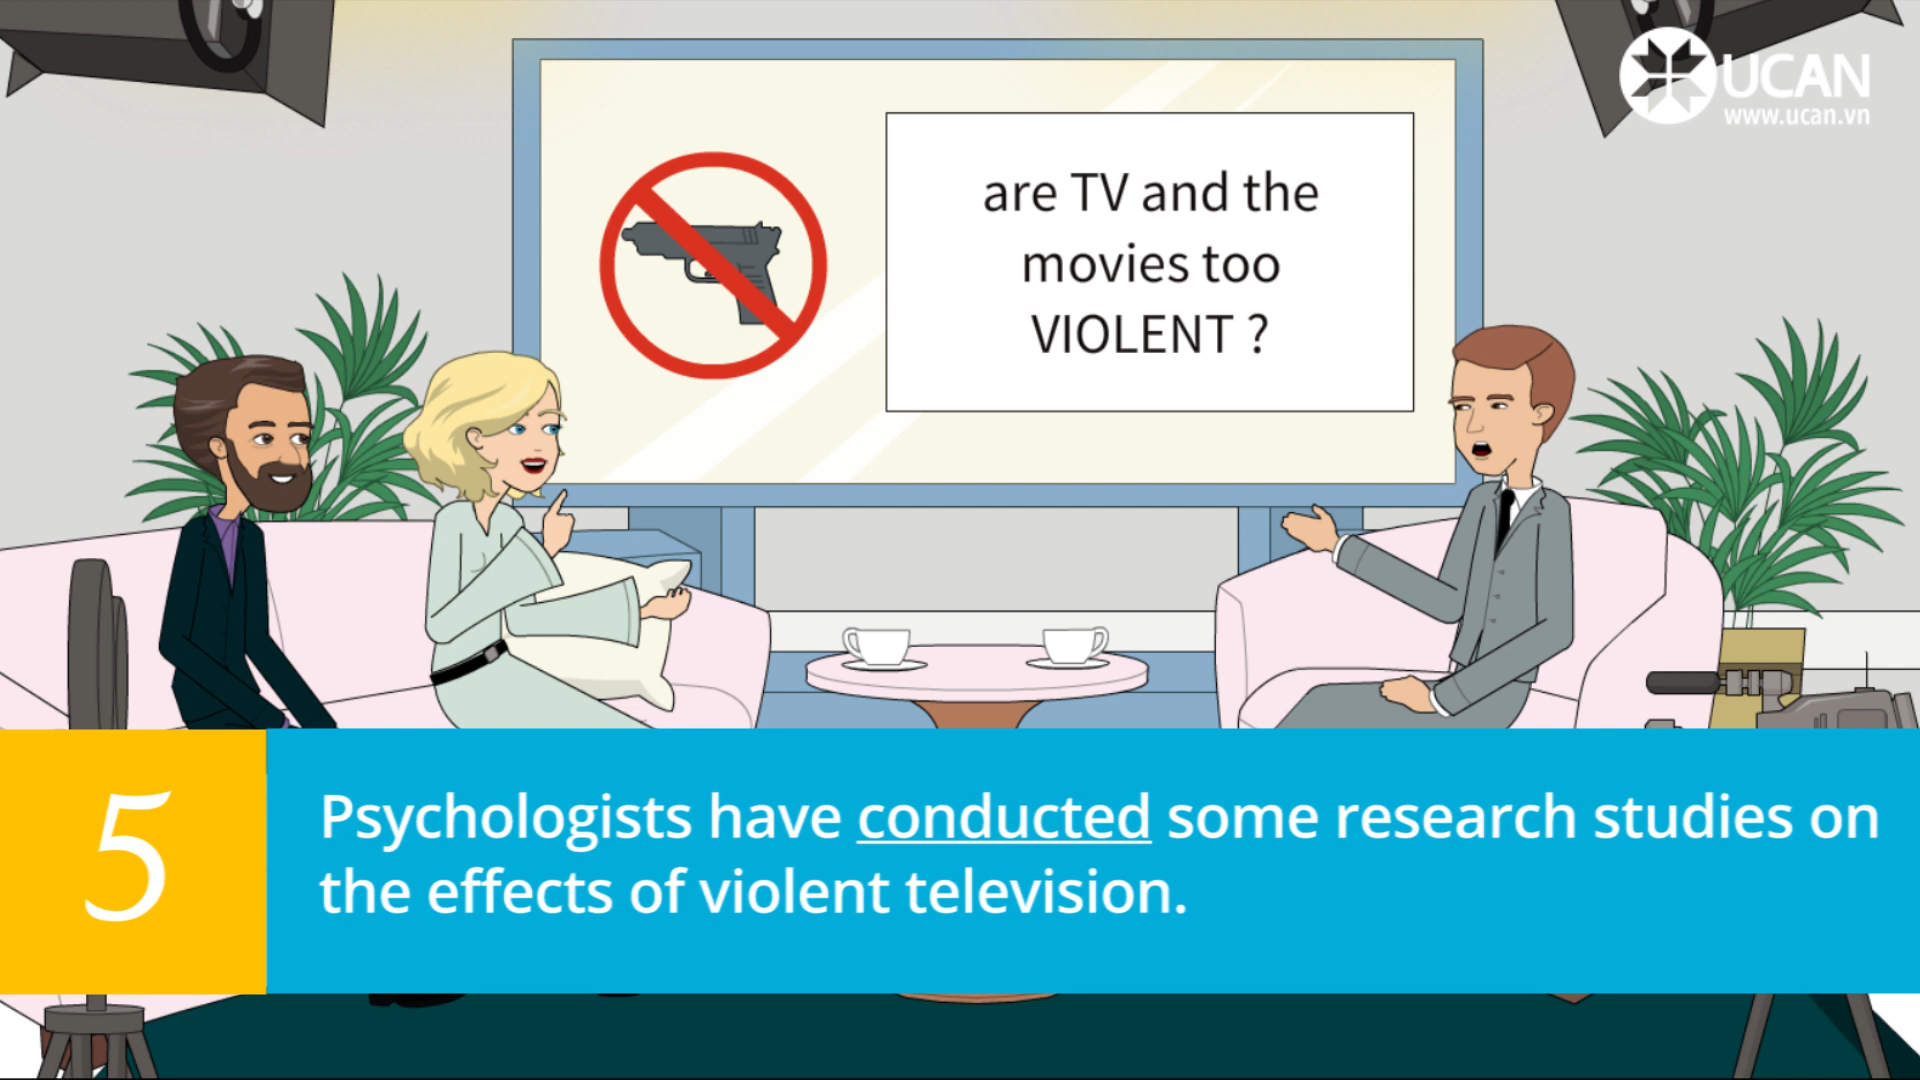 UCAN
www.ucan.vn
are TV and the
movies too
VIOLENT ?
5
Psychologists have conducted some research studies on
the effects of violent television.